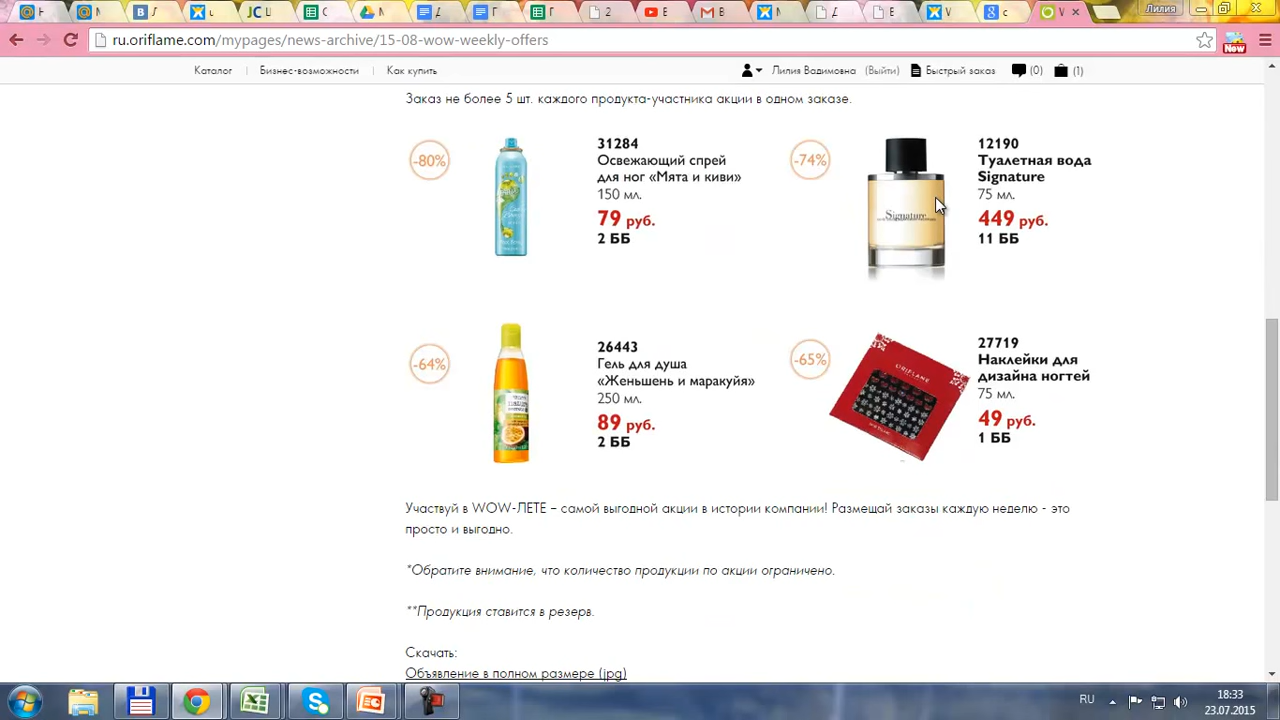 Лилия
ru.oriflame.com/mypages/news-archive/15-08-wow-weekly-offers
New
Каталог
Бизнес-возможности
Как купить
Лилия Вадимовна
(Выйти)
Быстрый заказ
(0)
(1)
Заказ не более 5 шт. каждого продукта-участника акции в одном заказе.
-80%
31284
Освежающий спрей
для ног «Мята и киви»
150 мл.
79 руб.
2 ББ
-74%
Signature
12190
Туалетная вода
Signature
75 мл.
449 руб.
11 ББ
-64%
26443
Гель для душа
«Женьшень и маракуйя»
250 мл.
89 руб.
2 ББ
-65%
ORIFLAME
27719
Наклейки для
дизайна ногтей
75 мл.
49 руб.
1 ББ
Участвуй в WOW-ЛЕТЕ – самой выгодной акции в истории компании! Размещай заказы каждую неделю - это
просто и выгодно.
*Обратите внимание, что количество продукции по акции ограничено.
**Продукция ставится в резерв.
Скачать:
Объявление в полном размере (jpg)
RU
18:33
23.07.2015